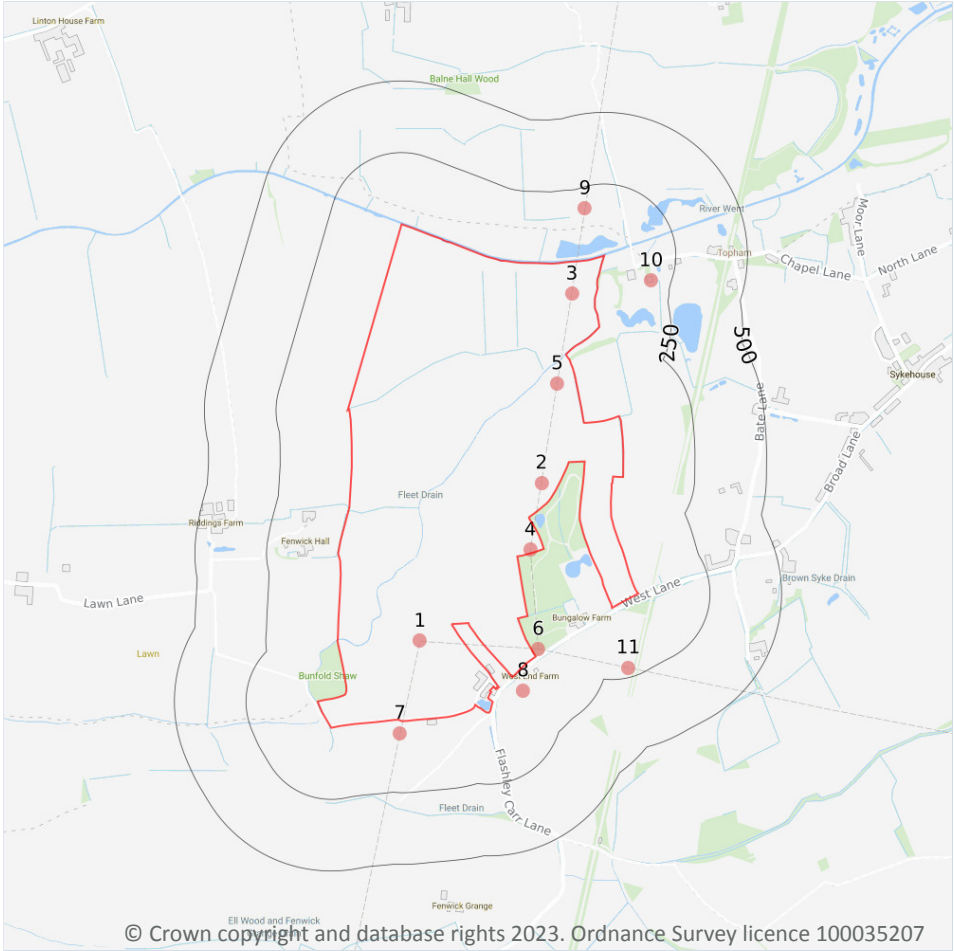 Linton House Farm
Balne Hall Wood
9
River Went
Moor Lane
10
Topham
Chapel Lane
North Lane
3
250
500
5
Sykehouse
Bate Lane
Broad Lane
2
Fleet Drain
Riddings Farm
4
Fenwick Hall
Brown Syke Drain
Lawn Lane
West Lane
1
Bungalow Farm
6
Lawn
11
Bunfold Shaw
8
West End Farm
7
Flashley Carr Lane
Fleet Drain
Fenwick Grange
Ell Wood and Fenwick
© Crown copyright and database rights 2023. Ordnance Survey licence 100035207